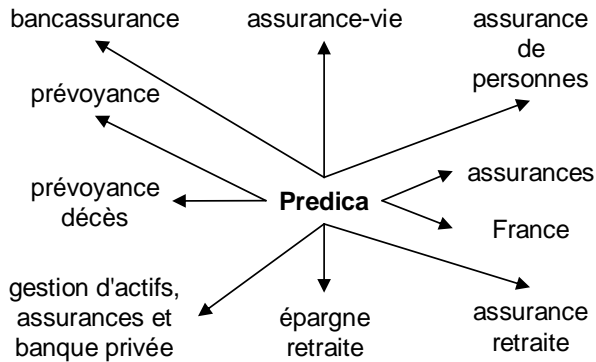 bancassurance
assurance-vie
assurance
de
personnes
prévoyance
assurances
prévoyance
décès
Predica
France
gestion d'actifs,
assurances et
banque privée
épargne
retraite
assurance
retraite